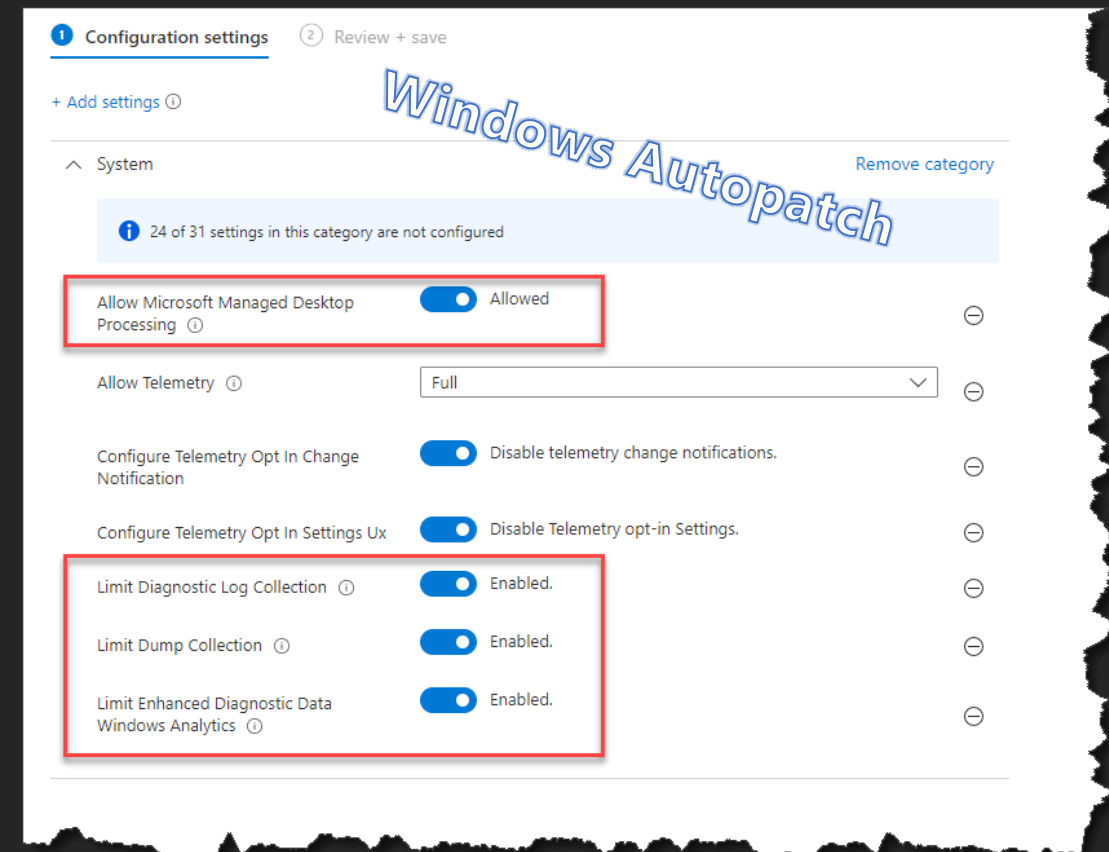 1 Configuration settings 2 Review + save
+ Add settings
Windows Autopatch
System Remove category
24 of 31 settings in this category are not configured
Allow Microsoft Managed Desktop
Processing
Allowed
Allow Telemetry
Full
Configure Telemetry Opt In Change
Notification
Disable telemetry change notifications.
Configure Telemetry Opt In Settings Ux
Disable Telemetry opt-in Settings.
Limit Diagnostic Log Collection
Enabled.
Limit Dump Collection
Enabled.
Limit Enhanced Diagnostic Data
Windows Analytics
Enabled.